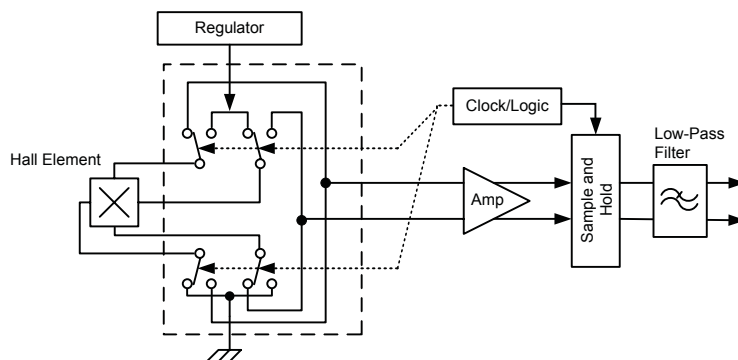 Regulator
Clock/Logic
Low-Pass
Filter
Hall Element
Amp
Sample and
Hold